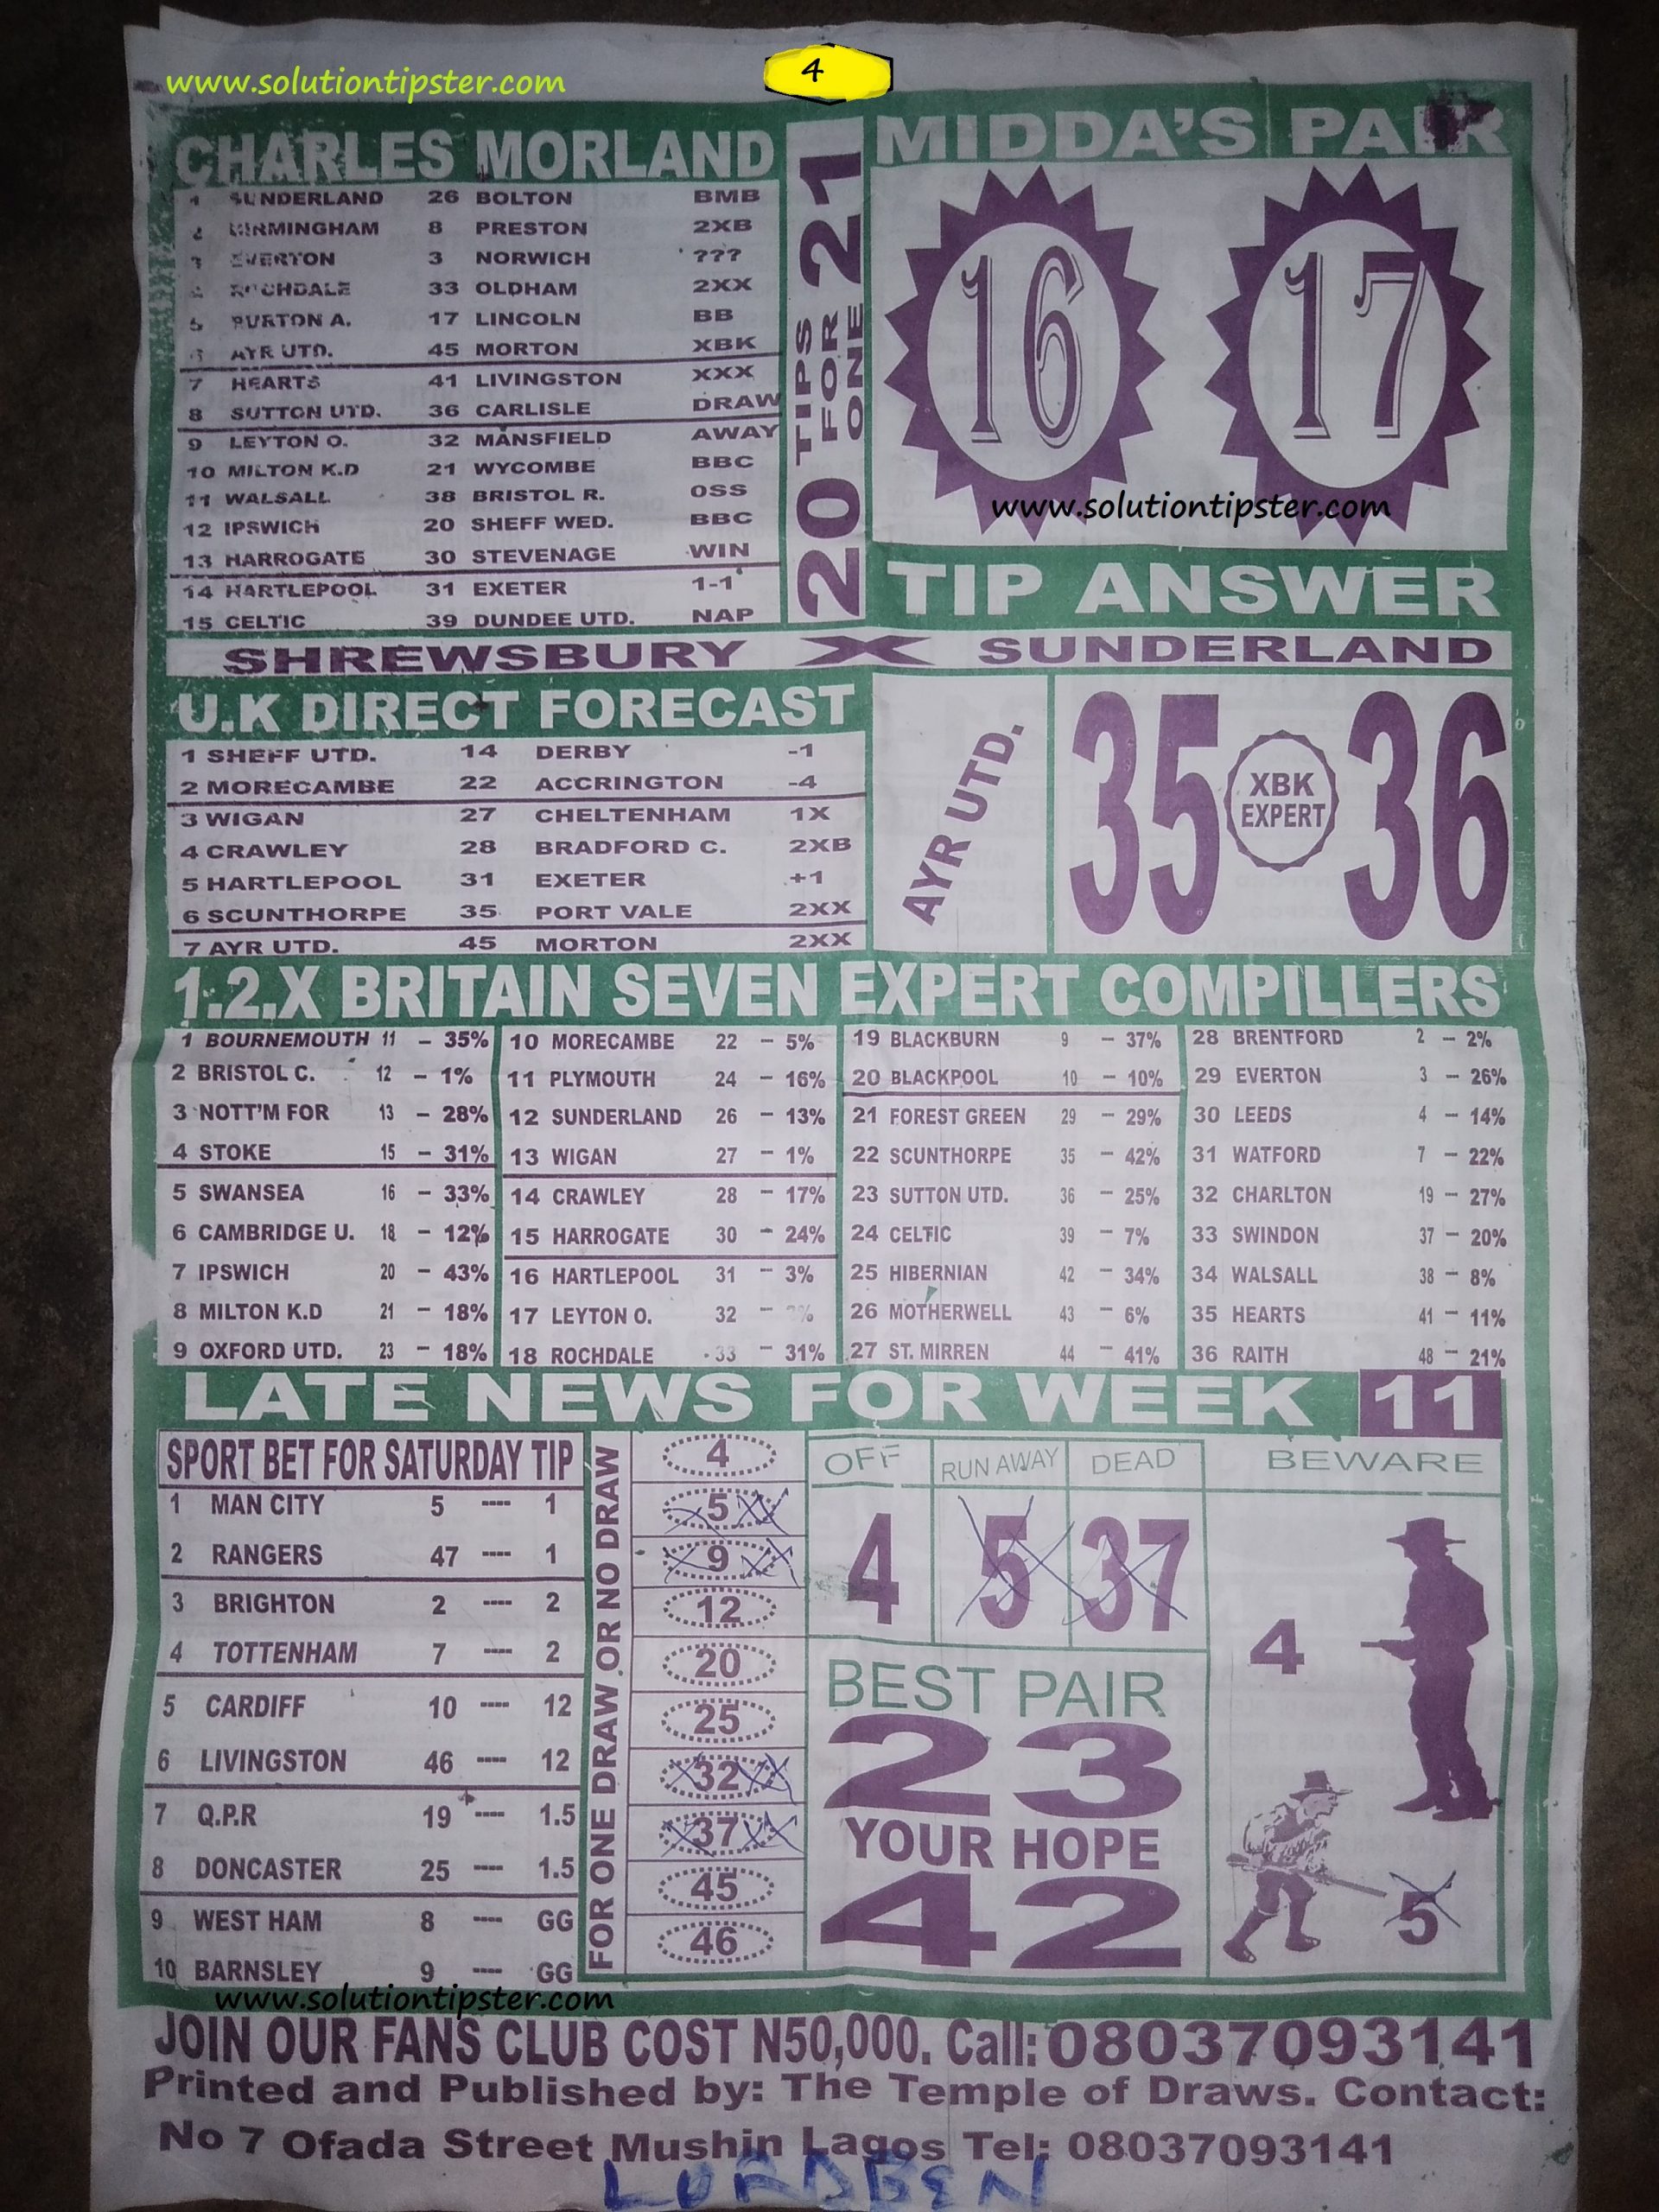 www.solutiontipster.com
4
CHARLES MORLAND
1 SUNDERLAND 26 BOLTON BMB
2 BIRMINGHAM 8 PRESTON 2XB
3 EVERTON 3 NORWICH ???
4 ROCHDALE 33 OLDHAM 2XX
5 BURTON A. 17 LINCOLN BB
6 AYR UTD. 45 MORTON XBK
7 HEARTS 41 LIVINGSTON XXX
8 SUTTON UTD. 36 CARLISLE DRAW
9 LEYTON O. 32 MANSFIELD AWAY
10 MILTON K.D 21 WYCOMBE BBC
11 WALSALL 38 BRISTOL R. OSS
12 IPSWICH 20 SHEFF WED. BBC
13 HARROGATE 30 STEVENAGE WIN
14 HARTLEPOOL 31 EXETER 1-1
15 CELTIC 39 DUNDEE UTD. NAP
20 TIPS FOR ONE 21
MIDDA'S PAIR
16 17
www.solutiontipster.com
TIP ANSWER
SHREWSBURY X SUNDERLAND
U.K DIRECT FORECAST
1 SHEFF UTD. 14 DERBY -1
2 MORECAMBE 22 ACCRINGTON -4
3 WIGAN 27 CHELTENHAM 1X
4 CRAWLEY 28 BRADFORD C. 2XB
5 HARTLEPOOL 31 EXETER +1
6 SCUNTHORPE 35 PORT VALE 2XX
7 AYR UTD. 45 MORTON 2XX
AYR UTD.
35 XBK EXPERT 36
1.2.X BRITAIN SEVEN EXPERT COMPILLERS
1 BOURNEMOUTH 11 – 35%
2 BRISTOL C. 12 – 1%
3 NOTT'M FOR 13 – 28%
4 STOKE 15 – 31%
5 SWANSEA 16 – 33%
6 CAMBRIDGE U. 18 – 12%
7 IPSWICH 20 – 43%
8 MILTON K.D 21 – 18%
9 OXFORD UTD. 23 – 18%
10 MORECAMBE 22 – 5%
11 PLYMOUTH 24 – 16%
12 SUNDERLAND 26 – 13%
13 WIGAN 27 – 1%
14 CRAWLEY 28 – 17%
15 HARROGATE 30 – 24%
16 HARTLEPOOL 31 – 3%
17 LEYTON O. 32 –
18 ROCHDALE 33 – 31%
19 BLACKBURN 9 – 37%
20 BLACKPOOL 10 – 10%
21 FOREST GREEN 29 – 29%
22 SCUNTHORPE 35 – 42%
23 SUTTON UTD. 36 – 25%
24 CELTIC 39 – 7%
25 HIBERNIAN 42 – 34%
26 MOTHERWELL 43 – 6%
27 ST. MIRREN 44 – 41%
28 BRENTFORD 2 – 2%
29 EVERTON 3 – 26%
30 LEEDS 4 – 14%
31 WATFORD 7 – 22%
32 CHARLTON 19 – 27%
33 SWINDON 37 – 20%
34 WALSALL 38 – 8%
35 HEARTS 41 – 11%
36 RAITH 48 – 21%
LATE NEWS FOR WEEK 11
SPORT BET FOR SATURDAY TIP
1 MAN CITY 5 ---- 1
2 RANGERS 47 ---- 1
3 BRIGHTON 2 ---- 2
4 TOTTENHAM 7 ---- 2
5 CARDIFF 10 ---- 12
6 LIVINGSTON 46 ---- 12
7 Q.P.R 19 ---- 1.5
8 DONCASTER 25 ---- 1.5
9 WEST HAM 8 ---- GG
10 BARNSLEY 9 ---- GG
www.solutiontipster.com
FOR ONE DRAW OR NO DRAW
4
5
9
12
20
25
32
37
45
46
OFF RUN AWAY DEAD
4 5 37
BEST PAIR
23
YOUR HOPE
42
BEWARE
4
5
JOIN OUR FANS CLUB COST N50,000. Call: 08037093141
Printed and Published by: The Temple of Draws. Contact:
No 7 Ofada Street Mushin Lagos Tel: 08037093141
LORDBEN